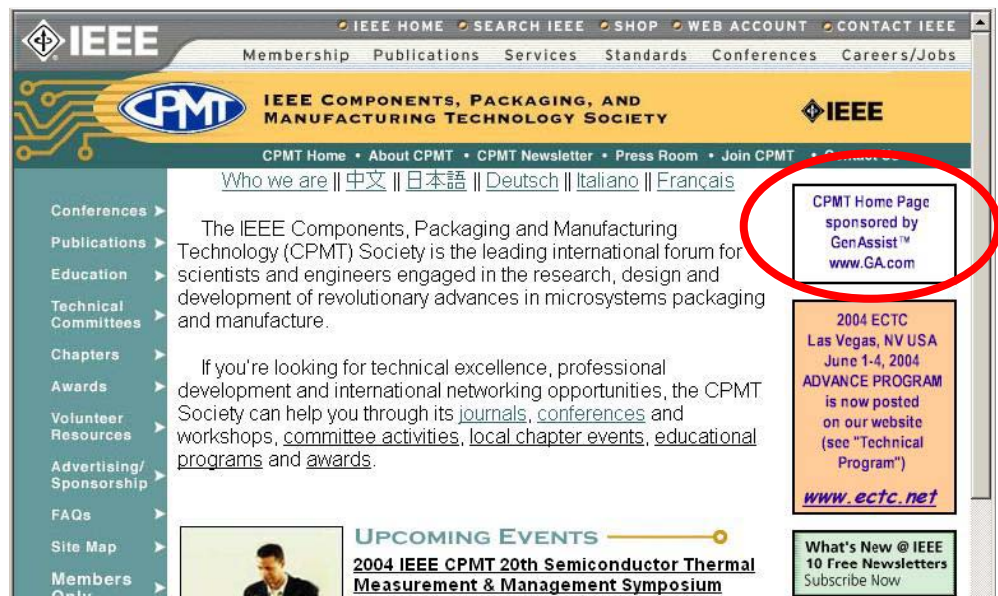 IEEE
IEEE HOME SEARCH IEEE SHOP WEB ACCOUNT CONTACT IEEE
Membership Publications Services Standards Conferences Careers/Jobs
CPMT
IEEE COMPONENTS, PACKAGING, AND
MANUFACTURING TECHNOLOGY SOCIETY
IEEE
CPMT Home • About CPMT • CPMT Newsletter • Press Room • Join CPMT • Contact Us
Who we are || 中文 || 日本語 || Deutsch || Italiano || Français
Conferences
Publications
Education
Technical
Committees
Chapters
Awards
Volunteer
Resources
Advertising/
Sponsorship
FAQs
Site Map
Members
Only
The IEEE Components, Packaging and Manufacturing
Technology (CPMT) Society is the leading international forum for
scientists and engineers engaged in the research, design and
development of revolutionary advances in microsystems packaging
and manufacture.
If you're looking for technical excellence, professional
development and international networking opportunities, the CPMT
Society can help you through its journals, conferences and
workshops, committee activities, local chapter events, educational
programs and awards.
UPCOMING EVENTS
2004 IEEE CPMT 20th Semiconductor Thermal
Measurement & Management Symposium
CPMT Home Page
sponsored by
GenAssist™
www.GA.com
2004 ECTC
Las Vegas, NV USA
June 1-4, 2004
ADVANCE PROGRAM
is now posted
on our website
(see "Technical
Program")
www.ectc.net
What's New @ IEEE
10 Free Newsletters
Subscribe Now